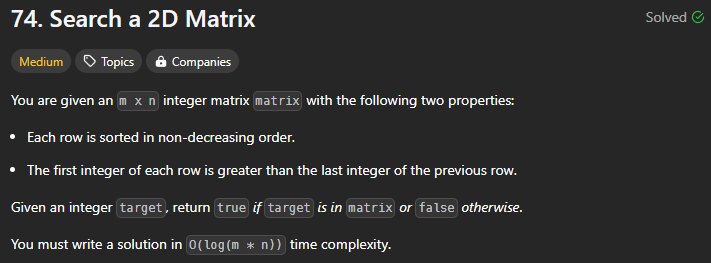 74. Search a 2D Matrix
Solved
Medium Topics Companies
You are given an m x n integer matrix matrix with the following two properties:
• Each row is sorted in non-decreasing order.
• The first integer of each row is greater than the last integer of the previous row.
Given an integer target, return true if target is in matrix or false otherwise.
You must write a solution in O(log(m * n)) time complexity.